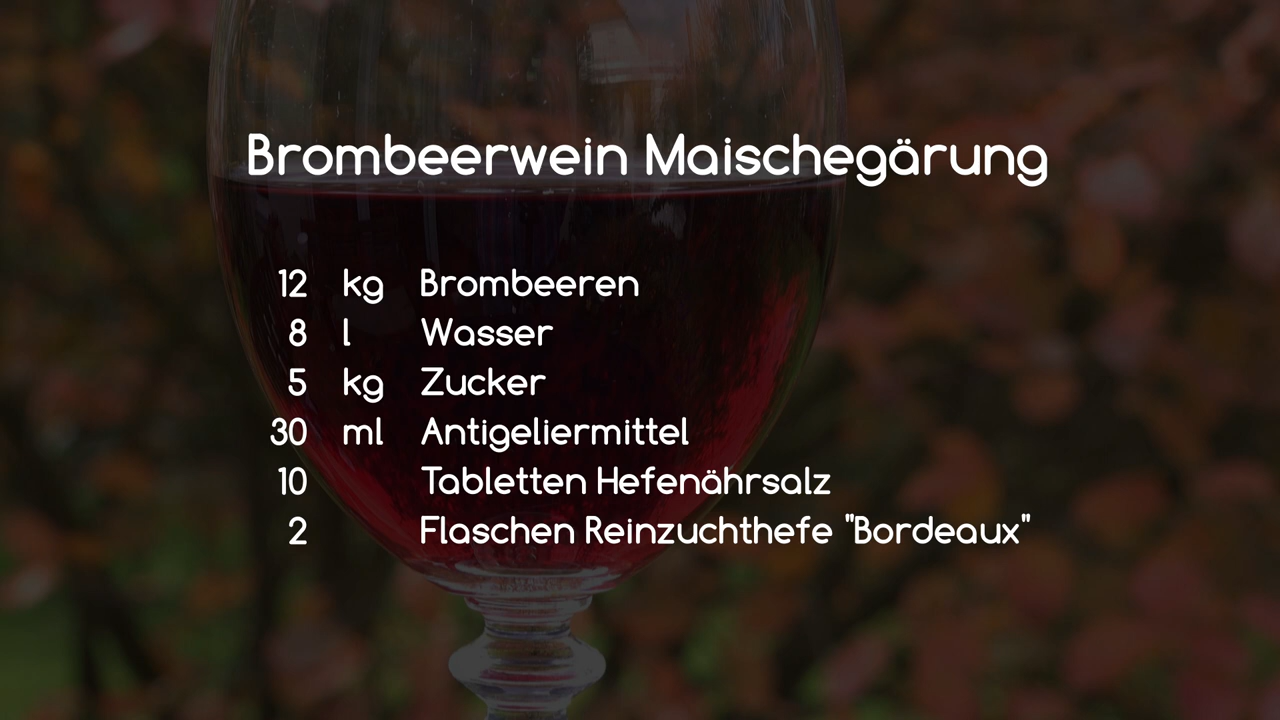 Brombeerwein Maischegärung
12 kg Brombeeren
8 l Wasser
5 kg Zucker
30 ml Antigeliermittel
10 Tabletten Hefenährsalz
2 Flaschen Reinzuchthefe "Bordeaux"